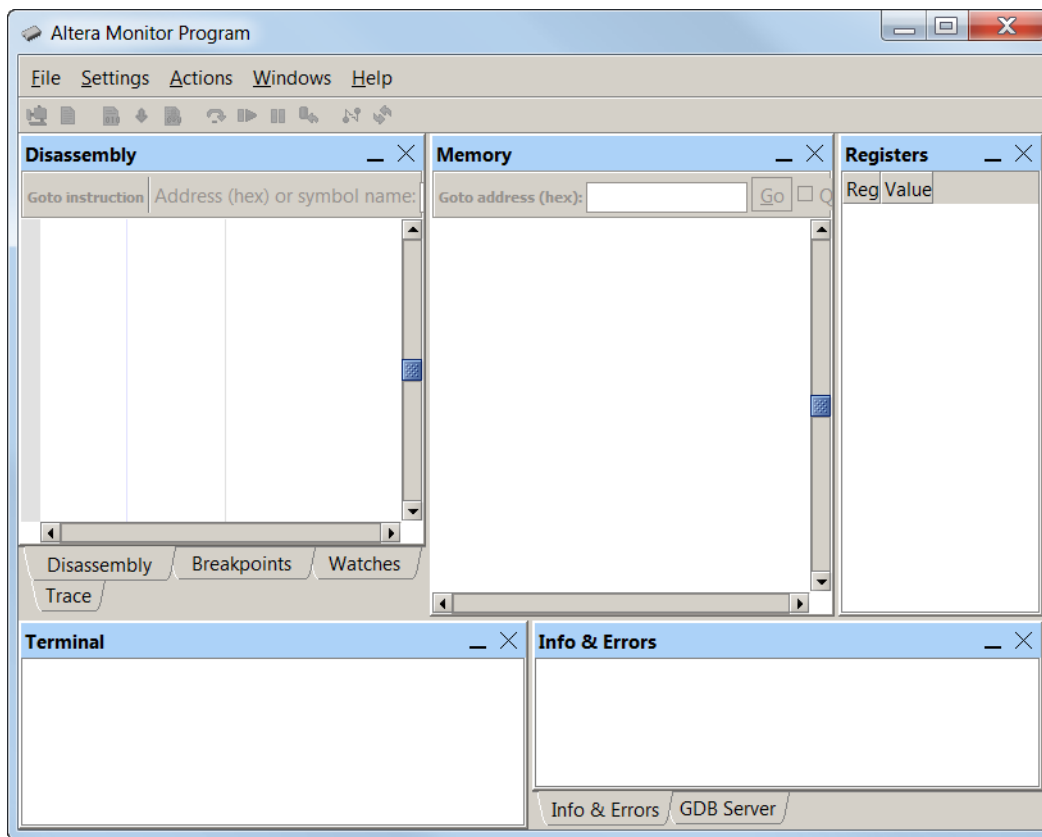 Altera Monitor Program
File Settings Actions Windows Help
Disassembly
Goto instruction Address (hex) or symbol name:
Disassembly Breakpoints Watches
Trace
Memory
Goto address (hex): Go Q
Registers
Reg Value
Terminal
Info & Errors
Info & Errors GDB Server